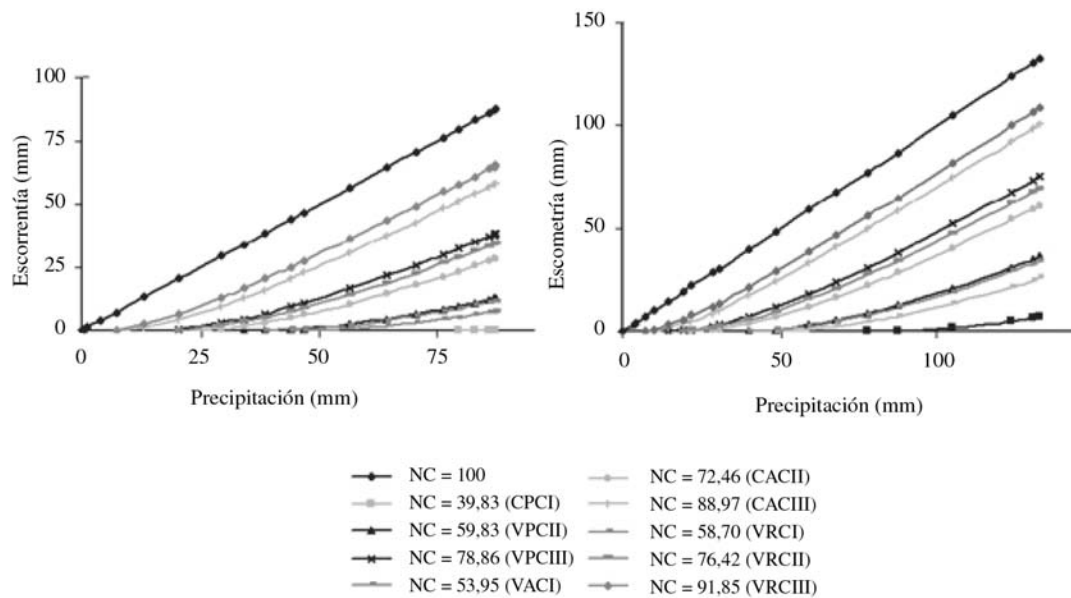 100
75
50
25
0
Escorrentía (mm)
0
25
50
75
Precipitación (mm)
150
100
50
0
Escometría (mm)
0
50
100
Precipitación (mm)
NC = 100
NC = 39,83 (CPCI)
NC = 59,83 (VPCII)
NC = 78,86 (VPCIII)
NC = 53,95 (VACI)
NC = 72,46 (CACII)
NC = 88,97 (CACIII)
NC = 58,70 (VRCI)
NC = 76,42 (VRCII)
NC = 91,85 (VRCIII)